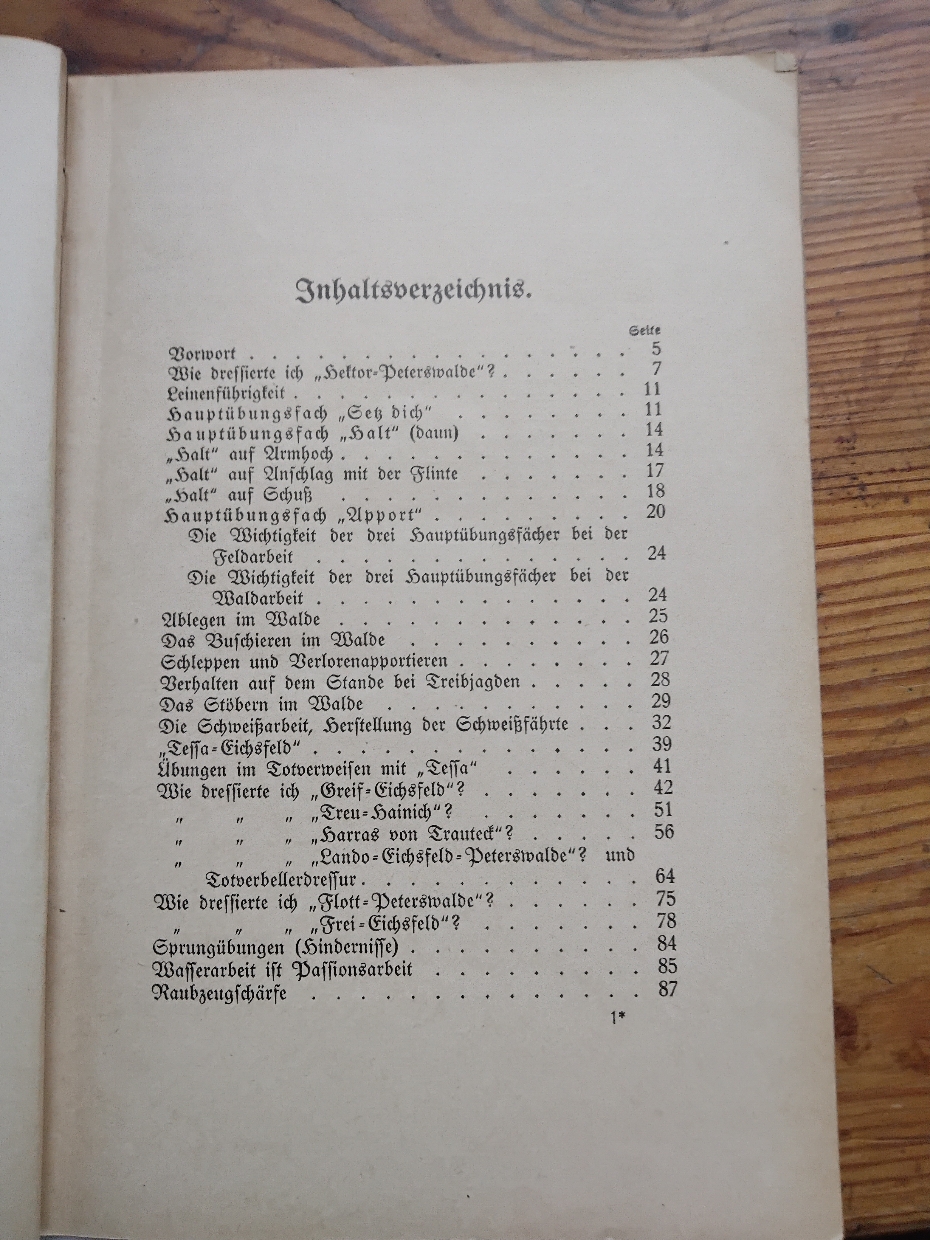 Inhaltsverzeichnis.
Seite
Vorwort . . . . . . . . . . . . . . . . . 5
Wie dressierte ich „Hektor-Peterswalde“? . . . . . . 7
Leinenführigkeit . . . . . . . . . . . . . . . 11
Hauptübungsfach „Setz dich“ . . . . . . . . 11
Hauptübungsfach „Halt“ (daun) . . . . . . . 14
„Halt“ auf Armhoch . . . . . . . . . . . . . 14
„Halt“ auf Anschlag mit der Flinte . . . . . . . 17
„Halt“ auf Schuß . . . . . . . . . . . . . 18
Hauptübungsfach „Apport“ . . . . . . . . . 20
Die Wichtigkeit der drei Hauptübungsfächer bei der
Feldarbeit . . . . . . . . . . . . . . 24
Die Wichtigkeit der drei Hauptübungsfächer bei der
Waldarbeit . . . . . . . . . . . . . . 24
Ablegen im Walde . . . . . . . . . . . . . 25
Das Buschieren im Walde . . . . . . . . . . 26
Schleppen und Verlorenapportieren . . . . . . . . 27
Verhalten auf dem Stande bei Treibjagden . . . . . 28
Das Stöbern im Walde . . . . . . . . . . . 29
Die Schweißarbeit, Herstellung der Schweißfährte . . . 32
„Tessa-Eichsfeld“ . . . . . . . . . . . . . . 39
Übungen im Totverweisen mit „Tessa“ . . . . . . 41
Wie dressierte ich „Greif-Eichsfeld“? . . . . . . . 42
„ „ „ „Treu-Hainich“? . . . . . . . 51
„ „ „ „Harras von Trauteck“? . . . . . 56
„ „ „ „Lando-Eichsfeld-Peterswalde“? und
Totverbellerdressur . . . . . . . . . . . . 64
Wie dressierte ich „Flott-Peterswalde“? . . . . . . 75
„ „ „ „Frei-Eichsfeld“? . . . . . . . 78
Sprungübungen (Hindernisse) . . . . . . . . . . 84
Wasserarbeit ist Passionsarbeit . . . . . . . . . 85
Raubzeugschärfe . . . . . . . . . . . . . . 87
1*